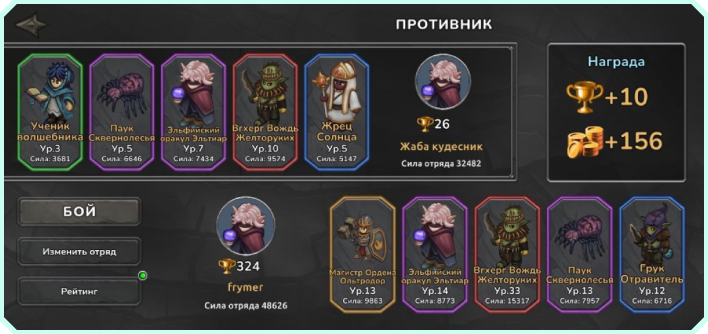 ПРОТИВНИК
Ученик
волшебника
Ур.3
Сила: 3681
Паук
Сквернолесья
Ур.5
Сила: 6646
Эльфийский
оракул Эльтиар
Ур.7
Сила: 7434
Вгхерг Вождь
Желторуких
Ур.10
Сила: 9574
Жрец
Солнца
Ур.5
Сила: 5147
26
Жаба кудесник
Сила отряда 32482
Награда
+10
+156
БОЙ
Изменить отряд
Рейтинг
324
frymer
Сила отряда 48626
Магистр Ордена
Ольтродор
Ур.13
Сила: 9863
Эльфийский
оракул Эльтиар
Ур.14
Сила: 8773
Вгхерг Вождь
Желторуких
Ур.33
Сила: 15317
Паук
Сквернолесья
Ур.13
Сила: 7957
Грук
Отравитель
Ур.12
Сила: 6716